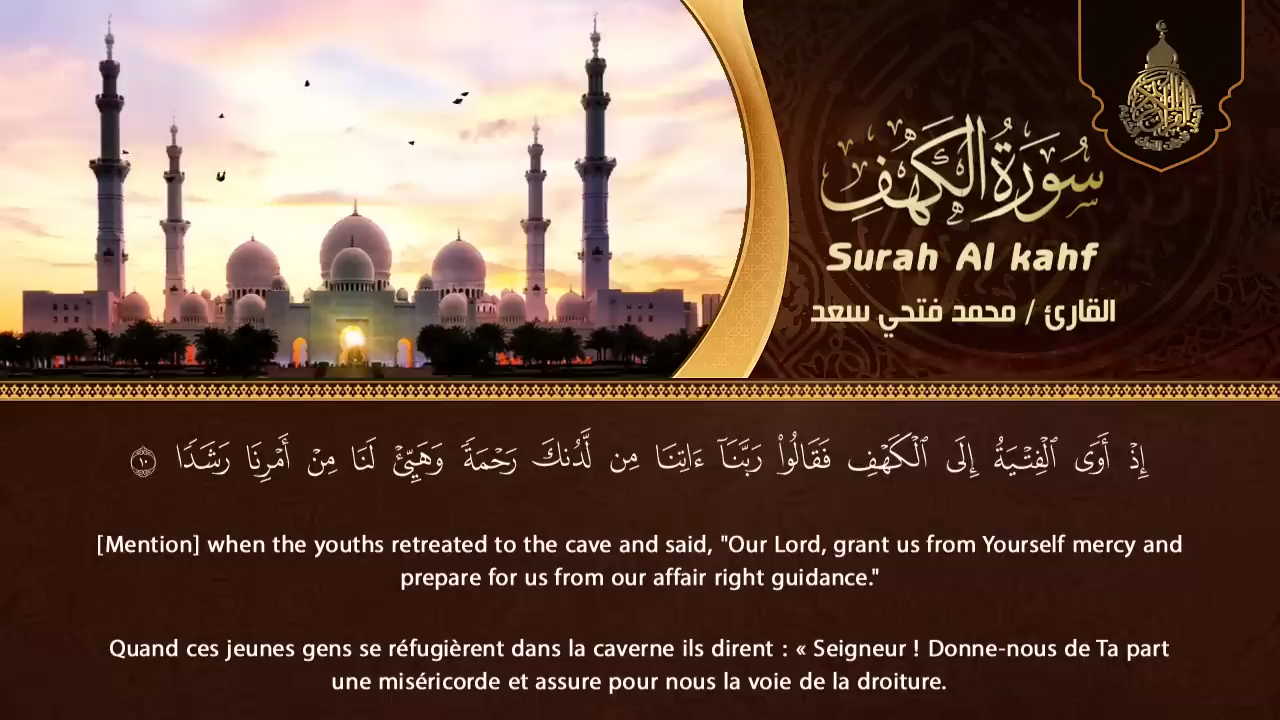 سُورَةُ الكَهْفِ
Surah Al kahf
القارئ / محمد فتحي سعد
إِذْ أَوَى ٱلْفِتْيَةُ إِلَى ٱلْكَهْفِ فَقَالُوا۟ رَبَّنَآ ءَاتِنَا مِن لَّدُنكَ رَحْمَةً وَهَيِّئْ لَنَا مِنْ أَمْرِنَا رَشَدًا ١٠
[Mention] when the youths retreated to the cave and said, "Our Lord, grant us from Yourself mercy and
prepare for us from our affair right guidance."
Quand ces jeunes gens se réfugièrent dans la caverne ils dirent : « Seigneur ! Donne-nous de Ta part
une miséricorde et assure pour nous la voie de la droiture.